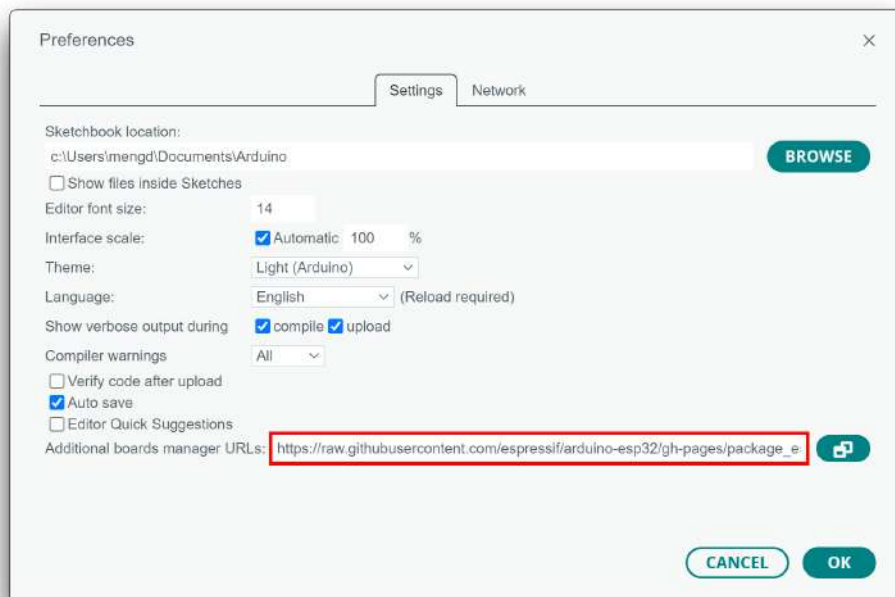 Preferences
Settings Network
Sketchbook location:
c:\Users\mengd\Documents\Arduino BROWSE
Show files inside Sketches
Editor font size: 14
Interface scale: Automatic 100 %
Theme: Light (Arduino)
Language: English (Reload required)
Show verbose output during compile upload
Compiler warnings All
Verify code after upload
Auto save
Editor Quick Suggestions
Additional boards manager URLs: https://raw.githubusercontent.com/espressif/arduino-esp32/gh-pages/package_e
CANCEL OK